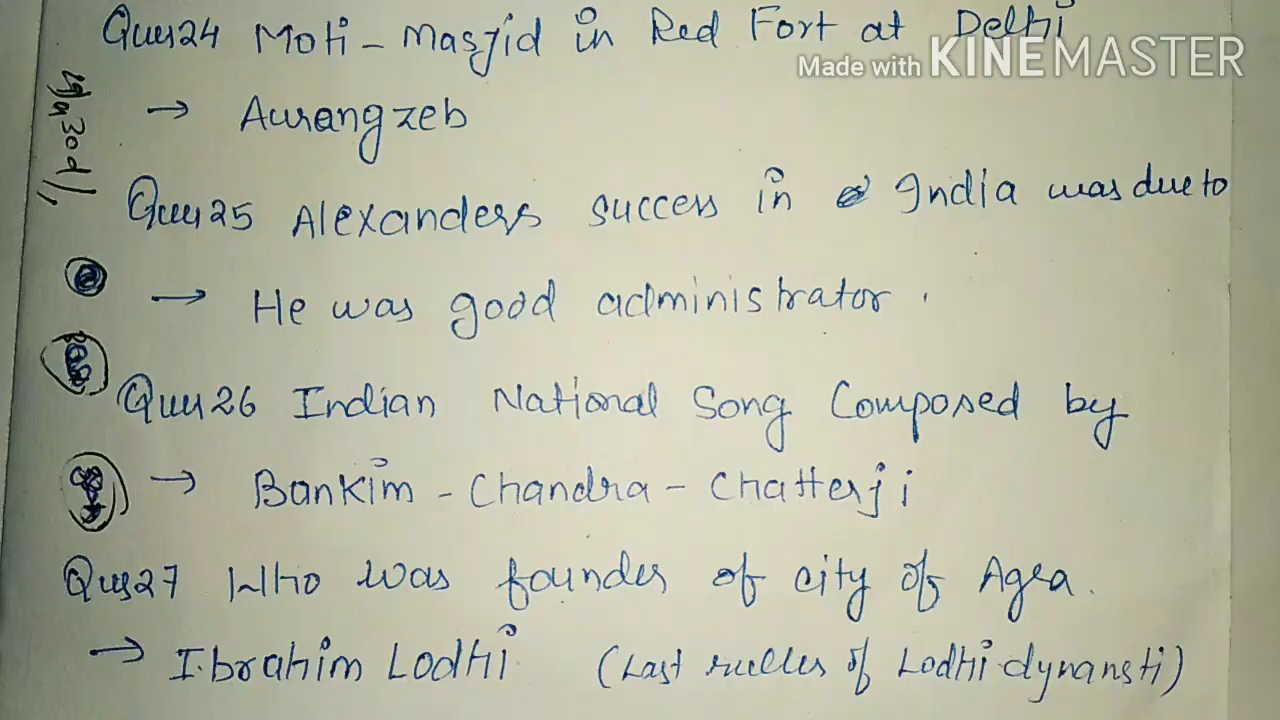 Ques24 Moti - Masjid in Red Fort at Delhi
Made with KINEMASTER
→ Aurangzeb
Ques25 Alexanders success in India was due to
→ He was good administrator.
Ques26 Indian National Song Composed by
→ Bankim - Chandra - Chatterji
Ques27 Who was founder of city of Agra.
→ Ibrahim Lodhi (Last ruller of Lodhi dynansti)